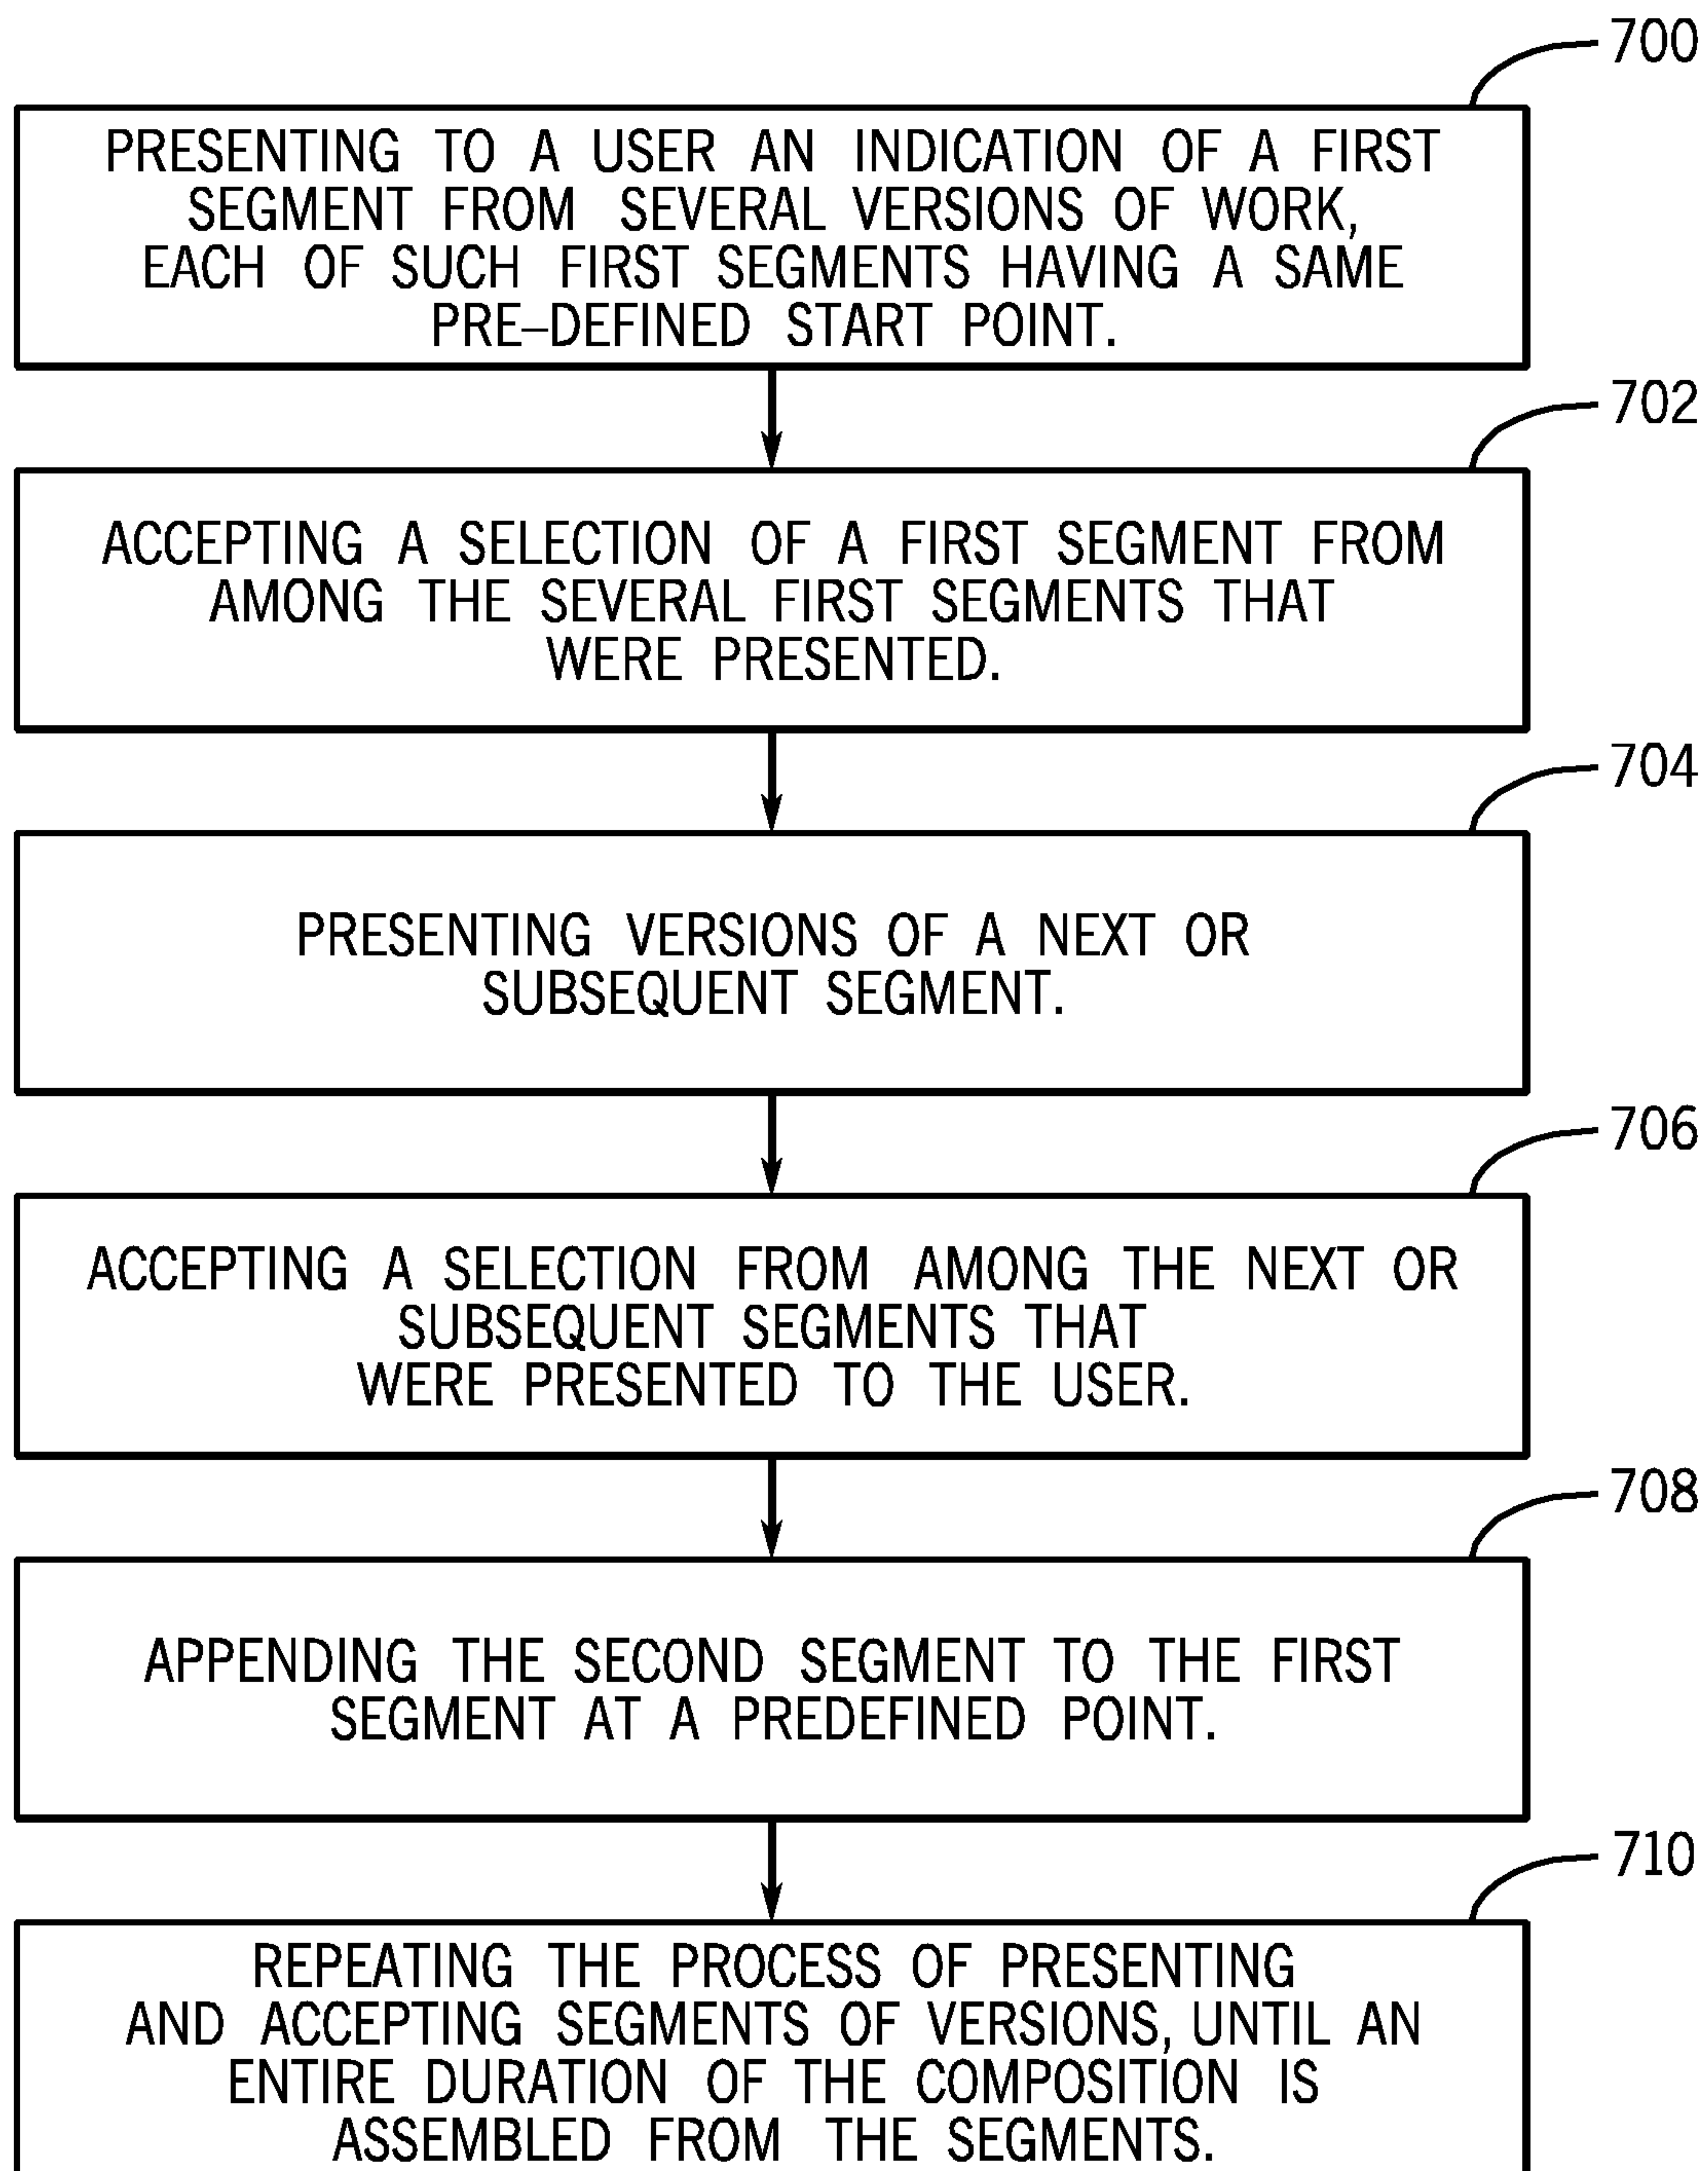 700
PRESENTING TO A USER AN INDICATION OF A FIRST
SEGMENT FROM SEVERAL VERSIONS OF WORK,
EACH OF SUCH FIRST SEGMENTS HAVING A SAME
PRE–DEFINED START POINT.
702
ACCEPTING A SELECTION OF A FIRST SEGMENT FROM
AMONG THE SEVERAL FIRST SEGMENTS THAT
WERE PRESENTED.
704
PRESENTING VERSIONS OF A NEXT OR
SUBSEQUENT SEGMENT.
706
ACCEPTING A SELECTION FROM AMONG THE NEXT OR
SUBSEQUENT SEGMENTS THAT
WERE PRESENTED TO THE USER.
708
APPENDING THE SECOND SEGMENT TO THE FIRST
SEGMENT AT A PREDEFINED POINT.
710
REPEATING THE PROCESS OF PRESENTING
AND ACCEPTING SEGMENTS OF VERSIONS, UNTIL AN
ENTIRE DURATION OF THE COMPOSITION IS
ASSEMBLED FROM THE SEGMENTS.